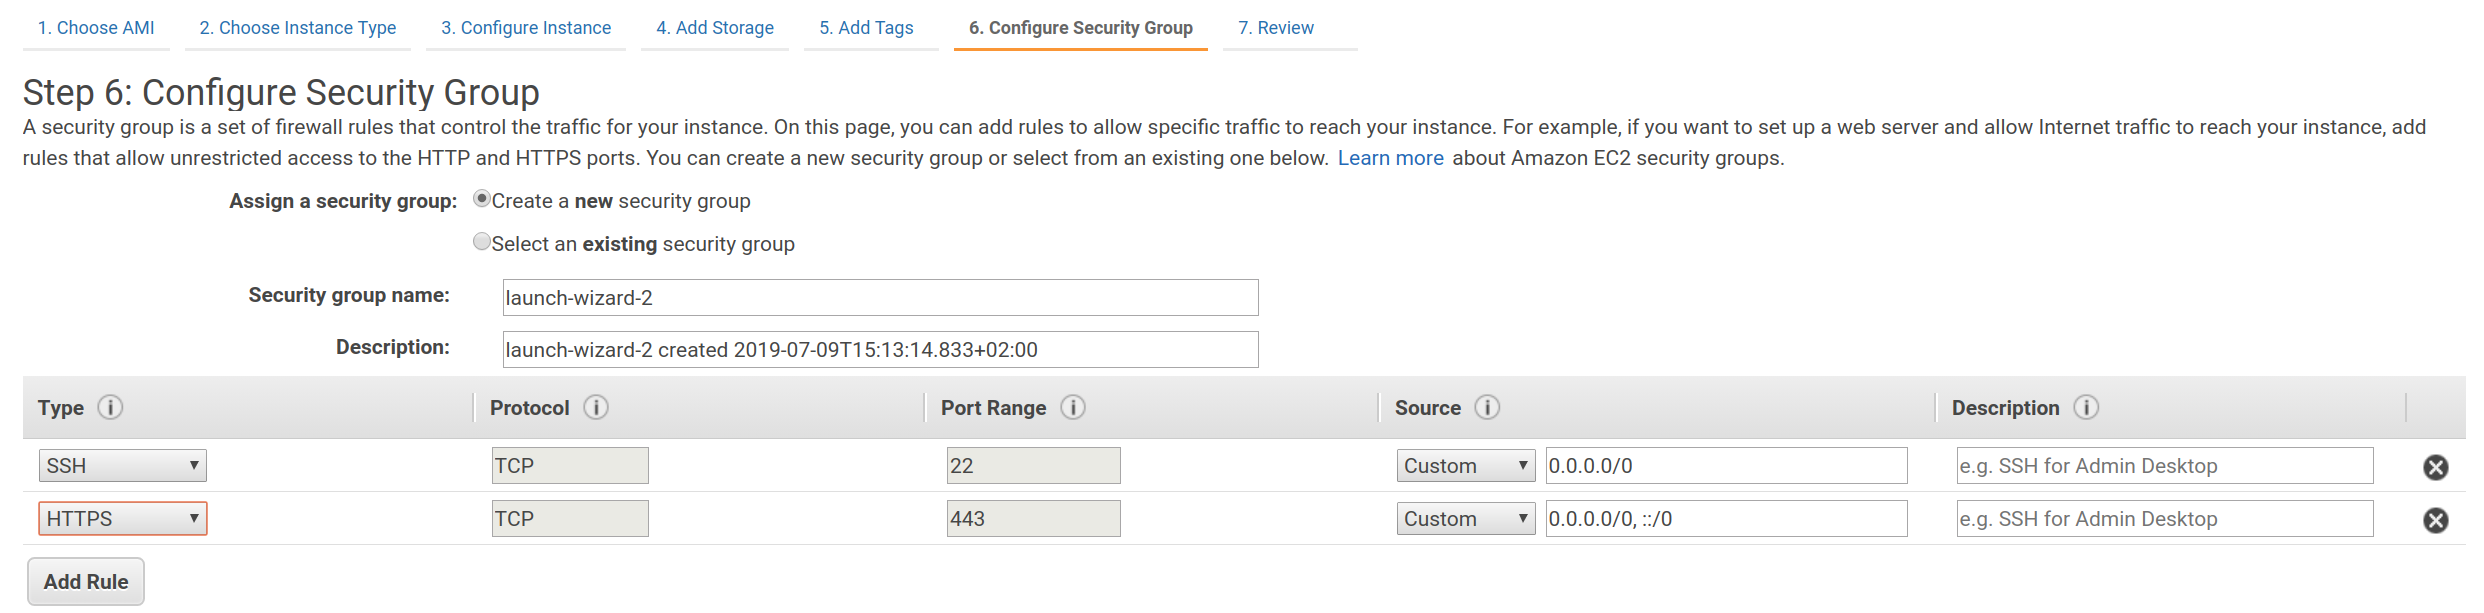 1. Choose AMI 2. Choose Instance Type 3. Configure Instance 4. Add Storage 5. Add Tags 6. Configure Security Group 7. Review
Step 6: Configure Security Group
A security group is a set of firewall rules that control the traffic for your instance. On this page, you can add rules to allow specific traffic to reach your instance. For example, if you want to set up a web server and allow Internet traffic to reach your instance, add
rules that allow unrestricted access to the HTTP and HTTPS ports. You can create a new security group or select from an existing one below. Learn more about Amazon EC2 security groups.
Assign a security group: Create a new security group
Select an existing security group
Security group name: launch-wizard-2
Description: launch-wizard-2 created 2019-07-09T15:13:14.833+02:00
Type i Protocol i Port Range i Source i Description i
SSH TCP 22 Custom 0.0.0.0/0 e.g. SSH for Admin Desktop
HTTPS TCP 443 Custom 0.0.0.0/0, ::/0 e.g. SSH for Admin Desktop
Add Rule